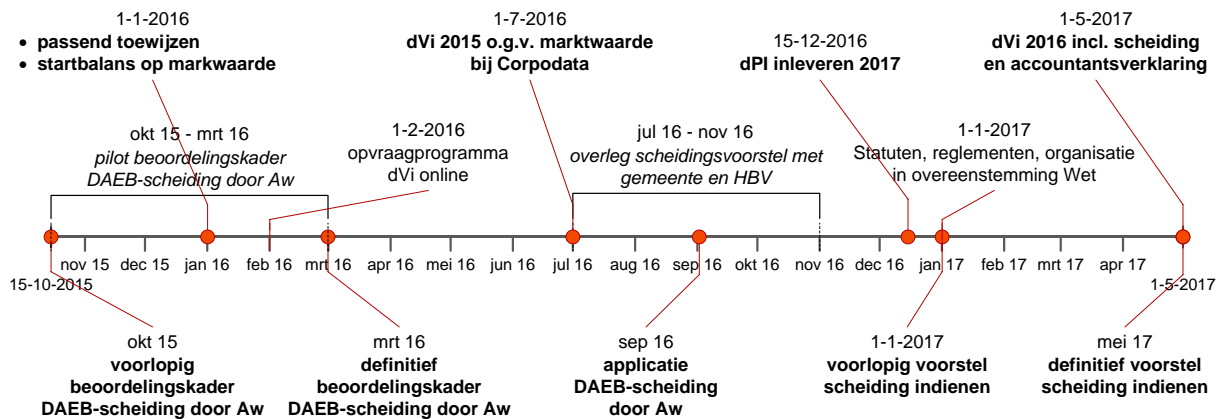 1-1-2016
• passend toewijzen
• startbalans op markwaarde
1-7-2016
dVi 2015 o.g.v. marktwaarde
bij Corpodata
15-12-2016
dPI inleveren 2017
1-5-2017
dVi 2016 incl. scheiding
en accountantsverklaring
okt 15 - mrt 16
pilot beoordelingskader
DAEB-scheiding door Aw
1-2-2016
opvraagprogramma
dVi online
jul 16 - nov 16
overleg scheidingsvoorstel met
gemeente en HBV
1-1-2017
Statuten, reglementen, organisatie
in overeenstemming Wet
nov 15 dec 15 jan 16 feb 16 mrt 16 apr 16 mei 16 jun 16 jul 16 aug 16 sep 16 okt 16 nov 16 dec 16 jan 17 feb 17 mrt 17 apr 17
15-10-2015
1-5-2017
okt 15
voorlopig
beoordelingskader
DAEB-scheiding door Aw
mrt 16
definitief
beoordelingskader
DAEB-scheiding door Aw
sep 16
applicatie
DAEB-scheiding
door Aw
1-1-2017
voorlopig voorstel
scheiding indienen
mei 17
definitief voorstel
scheiding indienen